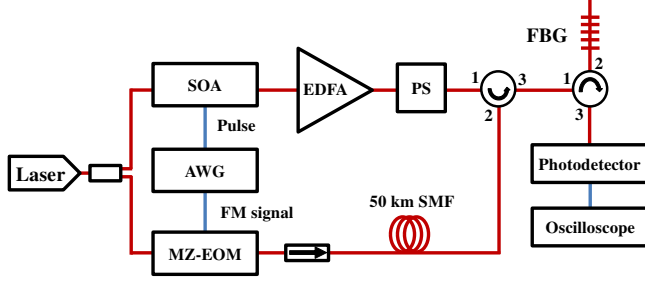 FBG
SOA
EDFA
PS
1
3
2
1
2
3
Pulse
Laser
AWG
Photodetector
FM signal
50 km SMF
Oscilloscope
MZ-EOM